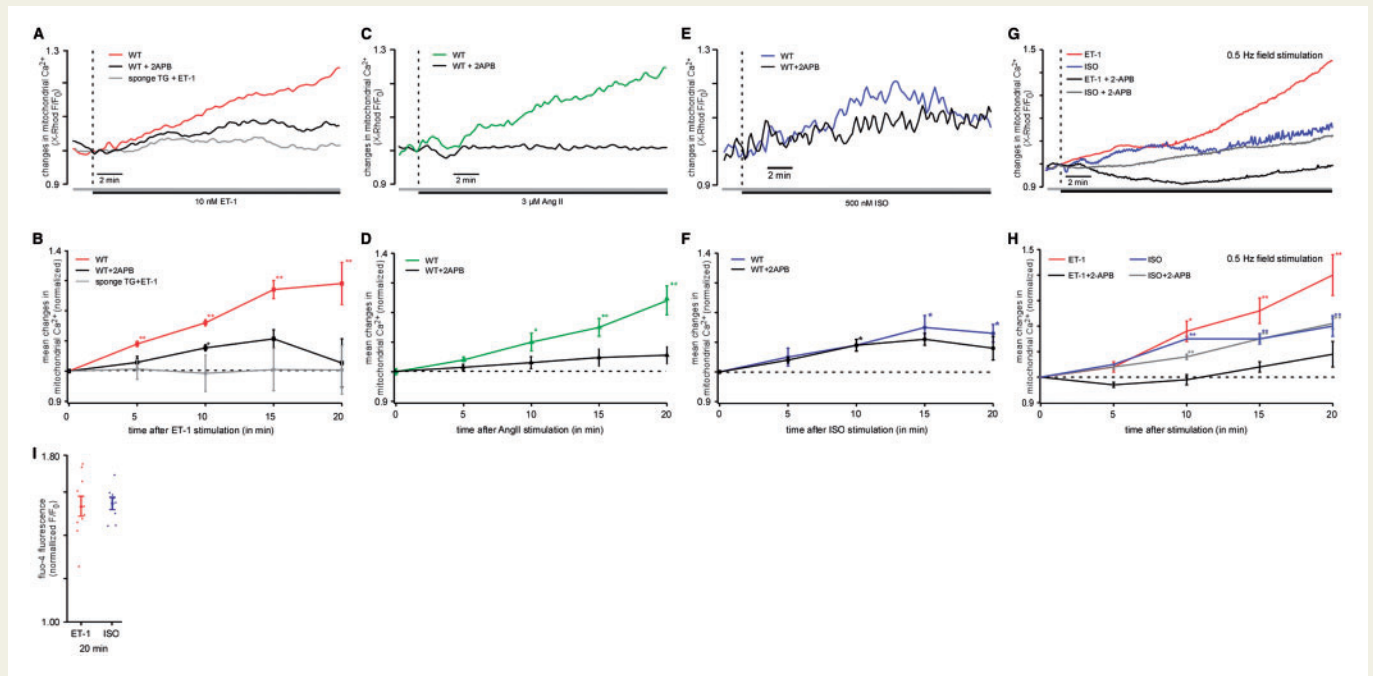 A
1.3
changes in mitochondrial Ca2+
(X-Rhod F/F0)
0.9
WT
WT + 2APB
sponge TG + ET-1
2 min
10 nM ET-1
C
1.3
changes in mitochondrial Ca2+
(X-Rhod F/F0)
0.9
WT
WT + 2APB
2 min
3 µM Ang II
E
1.3
changes in mitochondrial Ca2+
(X-Rhod F/F0)
0.9
WT
WT+2APB
2 min
500 nM ISO
G
1.5
changes in mitochondrial Ca2+
(X-Rhod F/F0)
0.9
ET-1
ISO
ET-1 + 2-APB
ISO + 2-APB
0.5 Hz field stimulation
2 min
B
1.4
mean changes in
mitochondrial Ca2+ (normalized)
0.9
WT
WT+2APB
sponge TG+ET-1
** ** ** **
*
0 5 10 15 20
time after ET-1 stimulation (in min)
D
1.4
mean changes in
mitochondrial Ca2+ (normalized)
0.9
WT
WT+2APB
* ** **
0 5 10 15 20
time after AngII stimulation (in min)
F
1.4
mean changes in
mitochondrial Ca2+ (normalized)
0.9
WT
WT+2APB
* * *
0 5 10 15 20
time after ISO stimulation (in min)
H
1.5
mean changes in
mitochondrial Ca2+ (normalized)
0.9
ET-1
ISO
ET-1+2-APB
ISO+2-APB
0.5 Hz field stimulation
* ** **
**
**
0 5 10 15 20
time after stimulation (in min)
I
1.80
fluo-4 fluorescence
(normalized F/F0)
1.00
ET-1 ISO
20 min